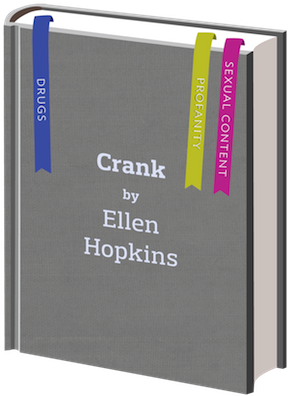 DRUGS
PROFANITY
SEXUAL CONTENT
Crank
by
Ellen
Hopkins